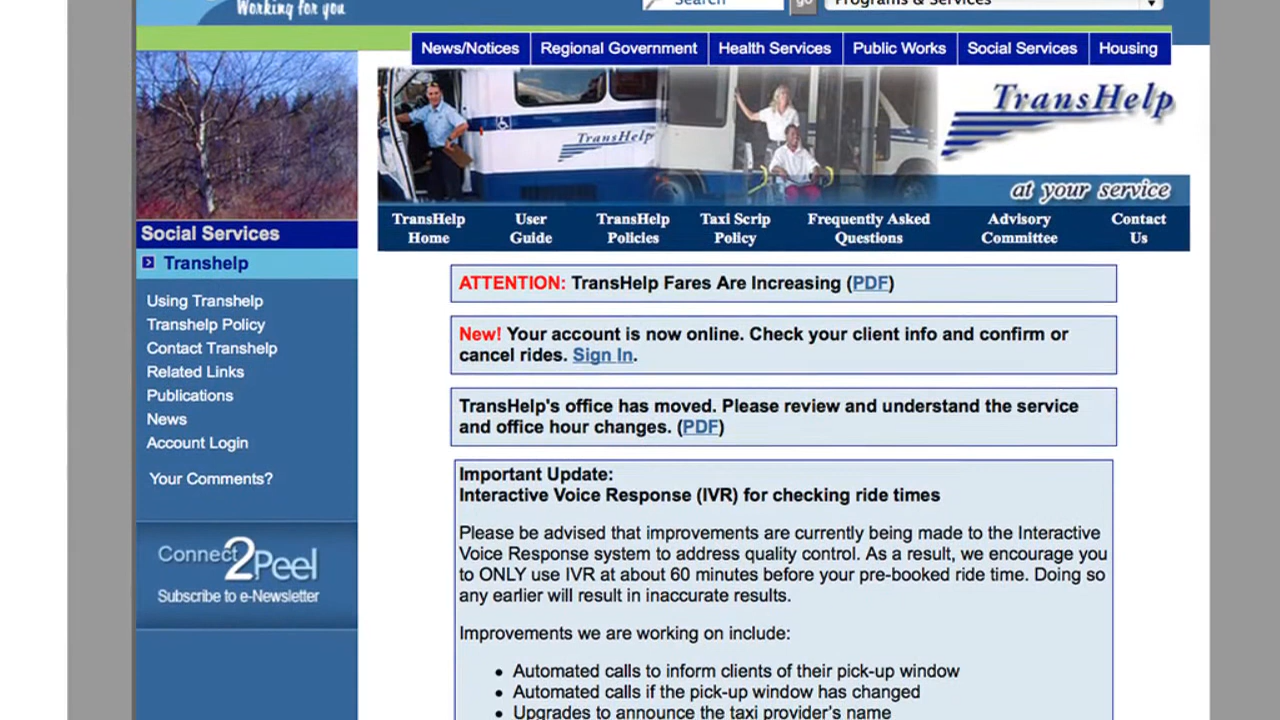 Working for you
Search
go
Programs & Services
News/Notices
Regional Government
Health Services
Public Works
Social Services
Housing
TransHelp
TransHelp
at your service
TransHelp Home
User Guide
TransHelp Policies
Taxi Scrip Policy
Frequently Asked Questions
Advisory Committee
Contact Us
Social Services
Transhelp
Using Transhelp
Transhelp Policy
Contact Transhelp
Related Links
Publications
News
Account Login
Your Comments?
Connect2Peel
Subscribe to e-Newsletter
ATTENTION: TransHelp Fares Are Increasing (PDF)
New! Your account is now online. Check your client info and confirm or
cancel rides. Sign In.
TransHelp's office has moved. Please review and understand the service
and office hour changes. (PDF)
Important Update:
Interactive Voice Response (IVR) for checking ride times
Please be advised that improvements are currently being made to the Interactive
Voice Response system to address quality control. As a result, we encourage you
to ONLY use IVR at about 60 minutes before your pre-booked ride time. Doing so
any earlier will result in inaccurate results.
Improvements we are working on include:
• Automated calls to inform clients of their pick-up window
• Automated calls if the pick-up window has changed
• Upgrades to announce the taxi provider's name